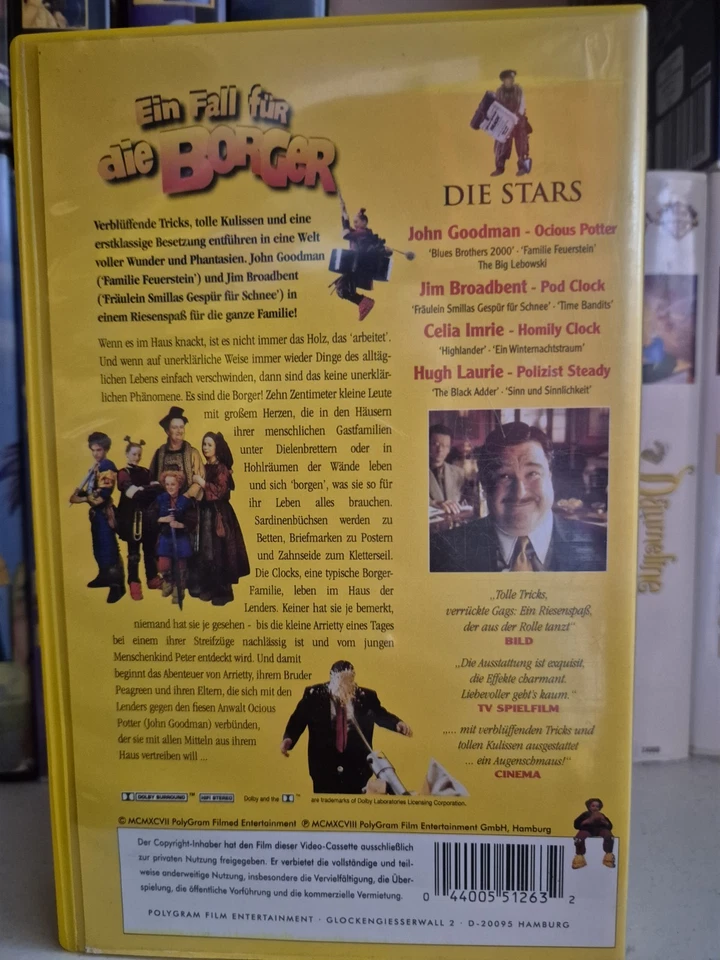 Ein Fall für
die BORGER
Verblüffende Tricks, tolle Kulissen und eine
erstklassige Besetzung entführen in eine Welt
voller Wunder und Phantasien. John Goodman
('Familie Feuerstein') und Jim Broadbent
('Fräulein Smillas Gespür für Schnee') in
einem Riesenspaß für die ganze Familie!
Wenn es im Haus knackt, ist es nicht immer das Holz, das 'arbeitet'.
Und wenn auf unerklärliche Weise immer wieder Dinge des alltäg-
lichen Lebens einfach verschwinden, dann sind das keine unerklär-
lichen Phänomene. Es sind die Borger! Zehn Zentimeter kleine Leute
mit großem Herzen, die in den Häusern
ihrer menschlichen Gastfamilien
unter Dielenbrettern oder in
Hohlräumen der Wände leben
und sich 'borgen', was sie so für
ihr Leben alles brauchen.
Sardinenbüchsen werden zu
Betten, Briefmarken zu Postern
und Zahnseide zum Kletterseil.
Die Clocks, eine typische Borger-
Familie, leben im Haus der
Lenders. Keiner hat sie je bemerkt,
niemand hat sie je gesehen - bis die kleine Arrietty eines Tages
bei einem ihrer Streifzüge nachlässig ist und vom jungen
Menschenkind Peter entdeckt wird. Und damit
beginnt das Abenteuer von Arrietty, ihrem Bruder
Peagreen und ihren Eltern, die sich mit den
Lenders gegen den fiesen Anwalt Ocious
Potter (John Goodman) verbünden,
der sie mit allen Mitteln aus ihrem
Haus vertreiben will ...
DIE STARS
John Goodman - Ocious Potter
'Blues Brothers 2000' · 'Familie Feuerstein'
The Big Lebowski
Jim Broadbent - Pod Clock
'Fräulein Smillas Gespür für Schnee' · 'Time Bandits'
Celia Imrie - Homily Clock
'Highlander' · 'Ein Winternachtstraum'
Hugh Laurie - Polizist Steady
'The Black Adder' · 'Sinn und Sinnlichkeit'
„Tolle Tricks,
verrückte Gags: Ein Riesenspaß,
der aus der Rolle tanzt"
BILD
„Die Ausstattung ist exquisit,
die Effekte charmant.
Liebevoller geht's kaum."
TV SPIELFILM
„... mit verblüffenden Tricks und
tollen Kulissen ausgestattet
... ein Augenschmaus!"
CINEMA
DOLBY SURROUND ™ HIFI STEREO Dolby and the are trademarks of Dolby Laboratories Licensing Corporation.
© MCMXCVII PolyGram Filmed Entertainment ℗ MCMXCVIII PolyGram Film Entertainment GmbH, Hamburg
Der Copyright-Inhaber hat den Film dieser Video-Cassette ausschließlich
zur privaten Nutzung freigegeben. Er verbietet die vollständige und teil-
weise anderweitige Nutzung, insbesondere die Vervielfältigung, die Über-
spielung, die öffentliche Vorführung und die kommerzielle Vermietung.
0 44005 51263 2
POLYGRAM FILM ENTERTAINMENT · GLOCKENGIESSERWALL 2 · D-20095 HAMBURG
Däumeline